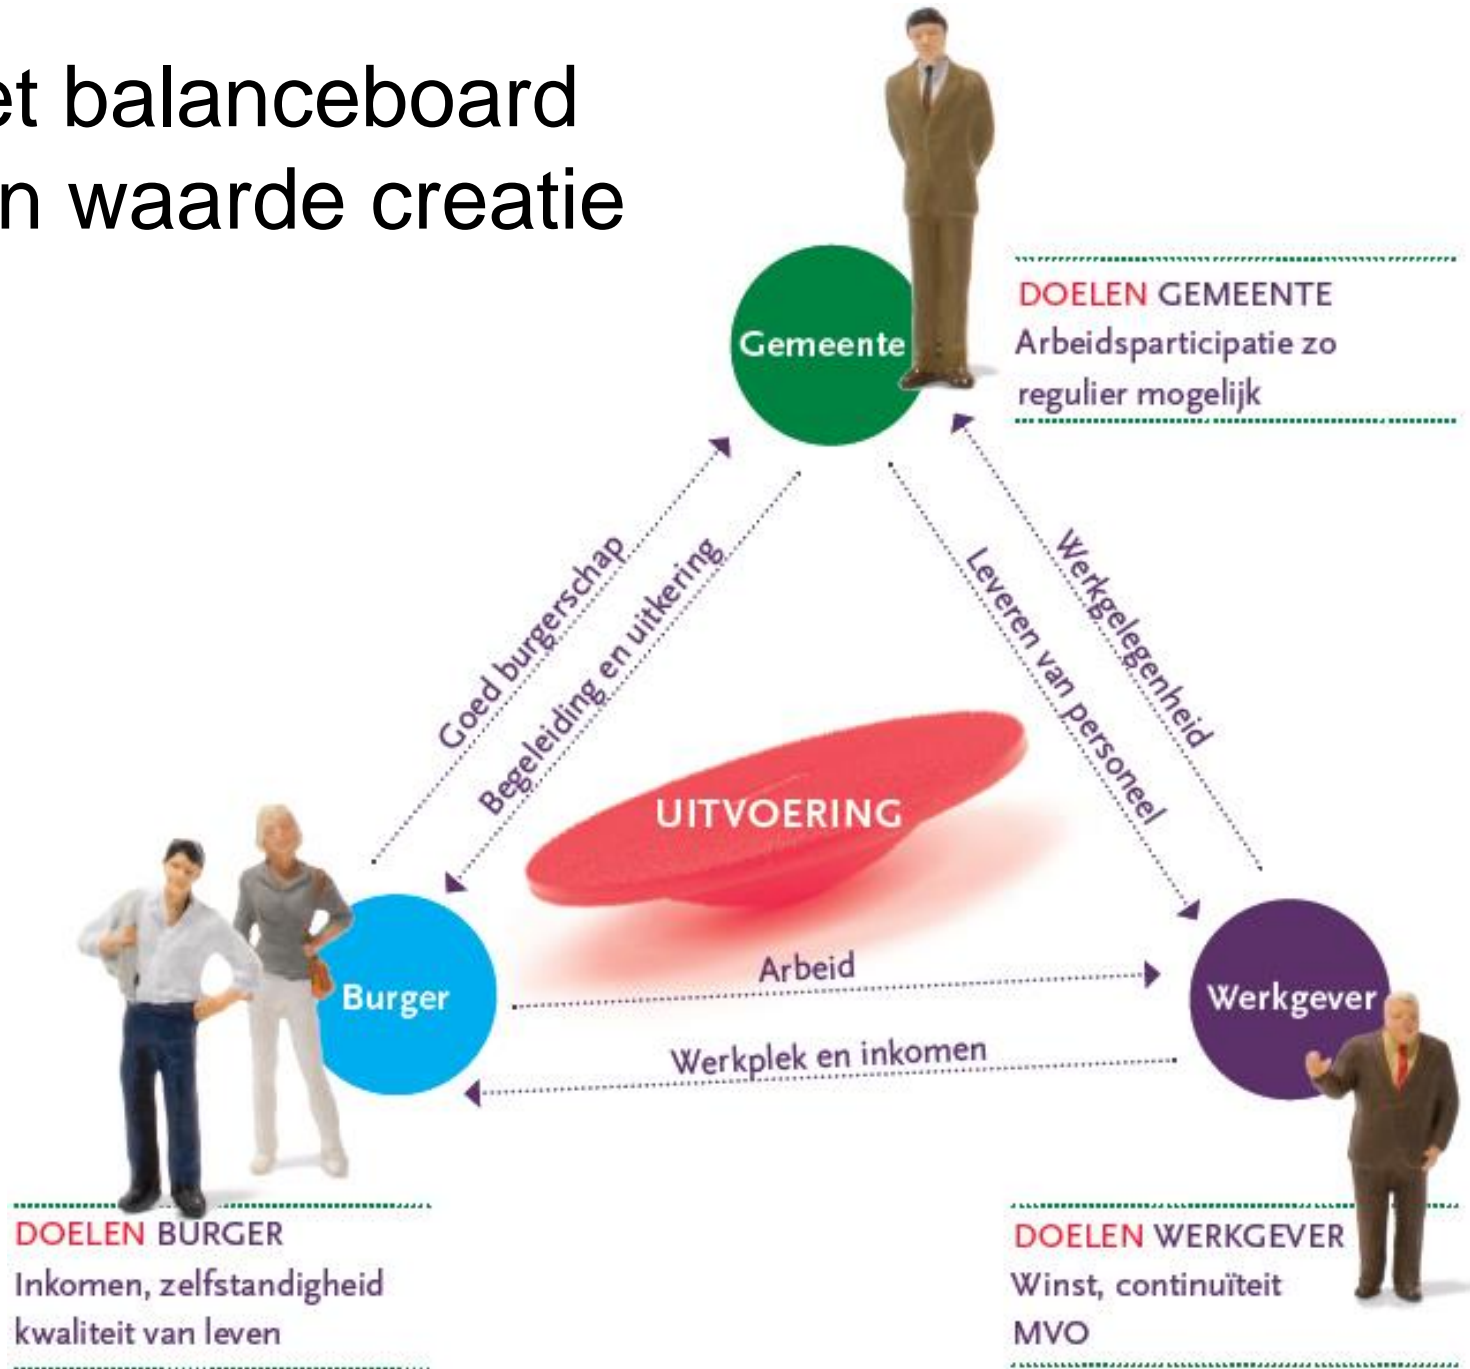 et balanceboard
n waarde creatie
Gemeente
DOELEN GEMEENTE
Arbeidsparticipatie zo
regulier mogelijk
Goed burgerschap
Begeleiding en uitkering
Leveren van personeel
Werkgelegenheid
UITVOERING
Burger
Arbeid
Werkgever
Werkplek en inkomen
DOELEN BURGER
Inkomen, zelfstandigheid
kwaliteit van leven
DOELEN WERKGEVER
Winst, continuïteit
MVO